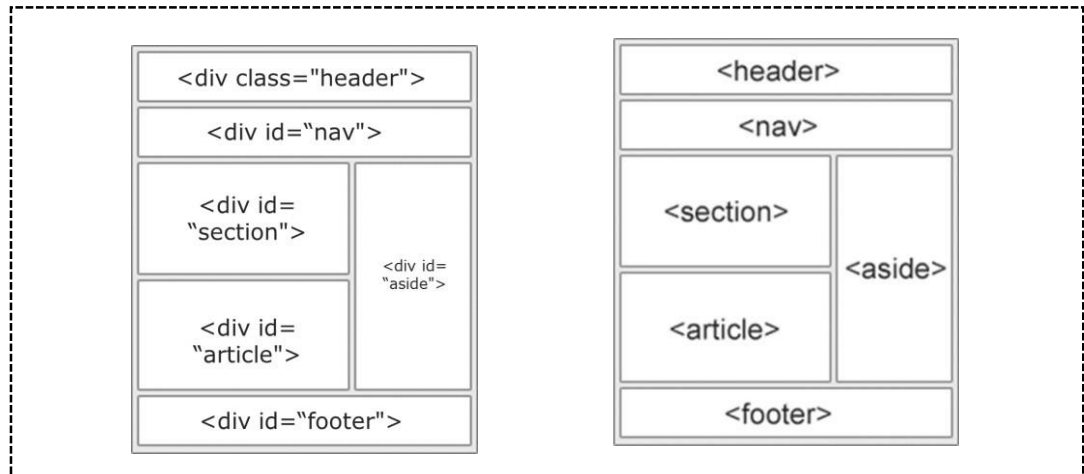 <div class="header">
<div id=“nav">
<div id=
“section">
<div id=
“aside">
<div id=
“article">
<div id=“footer">
<header>
<nav>
<section>
<aside>
<article>
<footer>